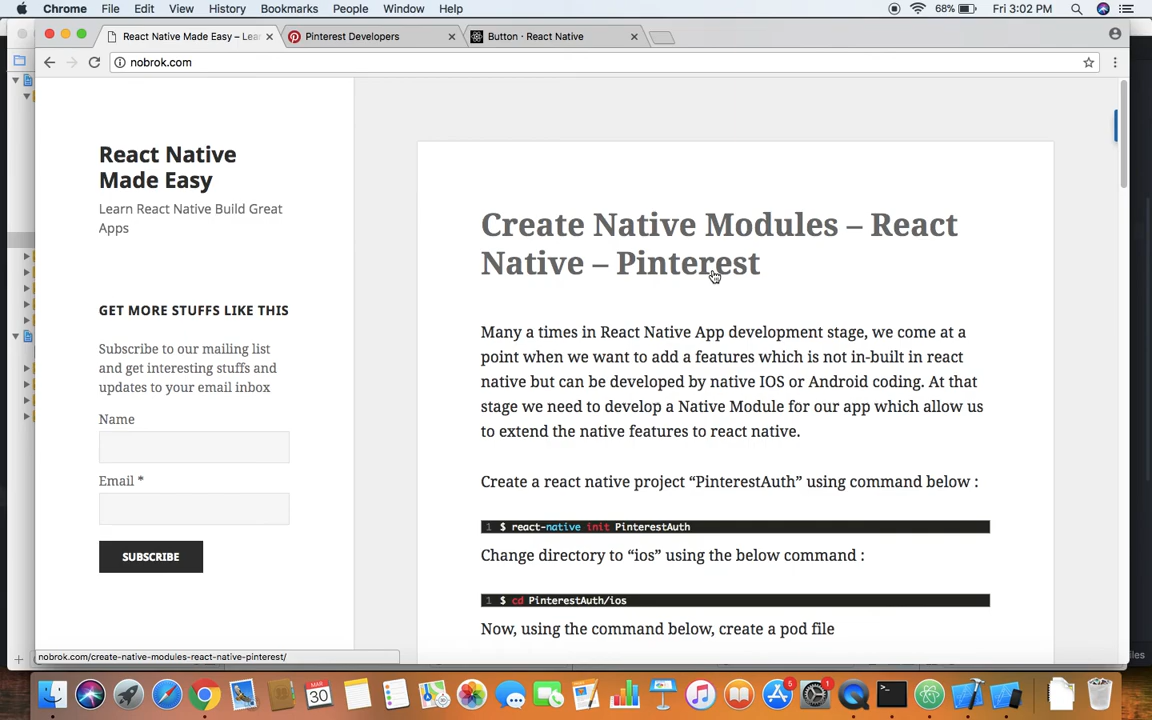 Chrome File Edit View History Bookmarks People Window Help
68% Fri 3:02 PM
React Native Made Easy – Lear
Pinterest Developers
Button · React Native
nobrok.com
React Native
Made Easy
Learn React Native Build Great
Apps
GET MORE STUFFS LIKE THIS
Subscribe to our mailing list
and get interesting stuffs and
updates to your email inbox
Name
Email *
SUBSCRIBE
Create Native Modules – React
Native – Pinterest
Many a times in React Native App development stage, we come at a
point when we want to add a features which is not in-built in react
native but can be developed by native IOS or Android coding. At that
stage we need to develop a Native Module for our app which allow us
to extend the native features to react native.
Create a react native project “PinterestAuth” using command below :
1 $ react-native init PinterestAuth
Change directory to “ios” using the below command :
1 $ cd PinterestAuth/ios
Now, using the command below, create a pod file
nobrok.com/create-native-modules-react-native-pinterest/
MAR
30
5
1